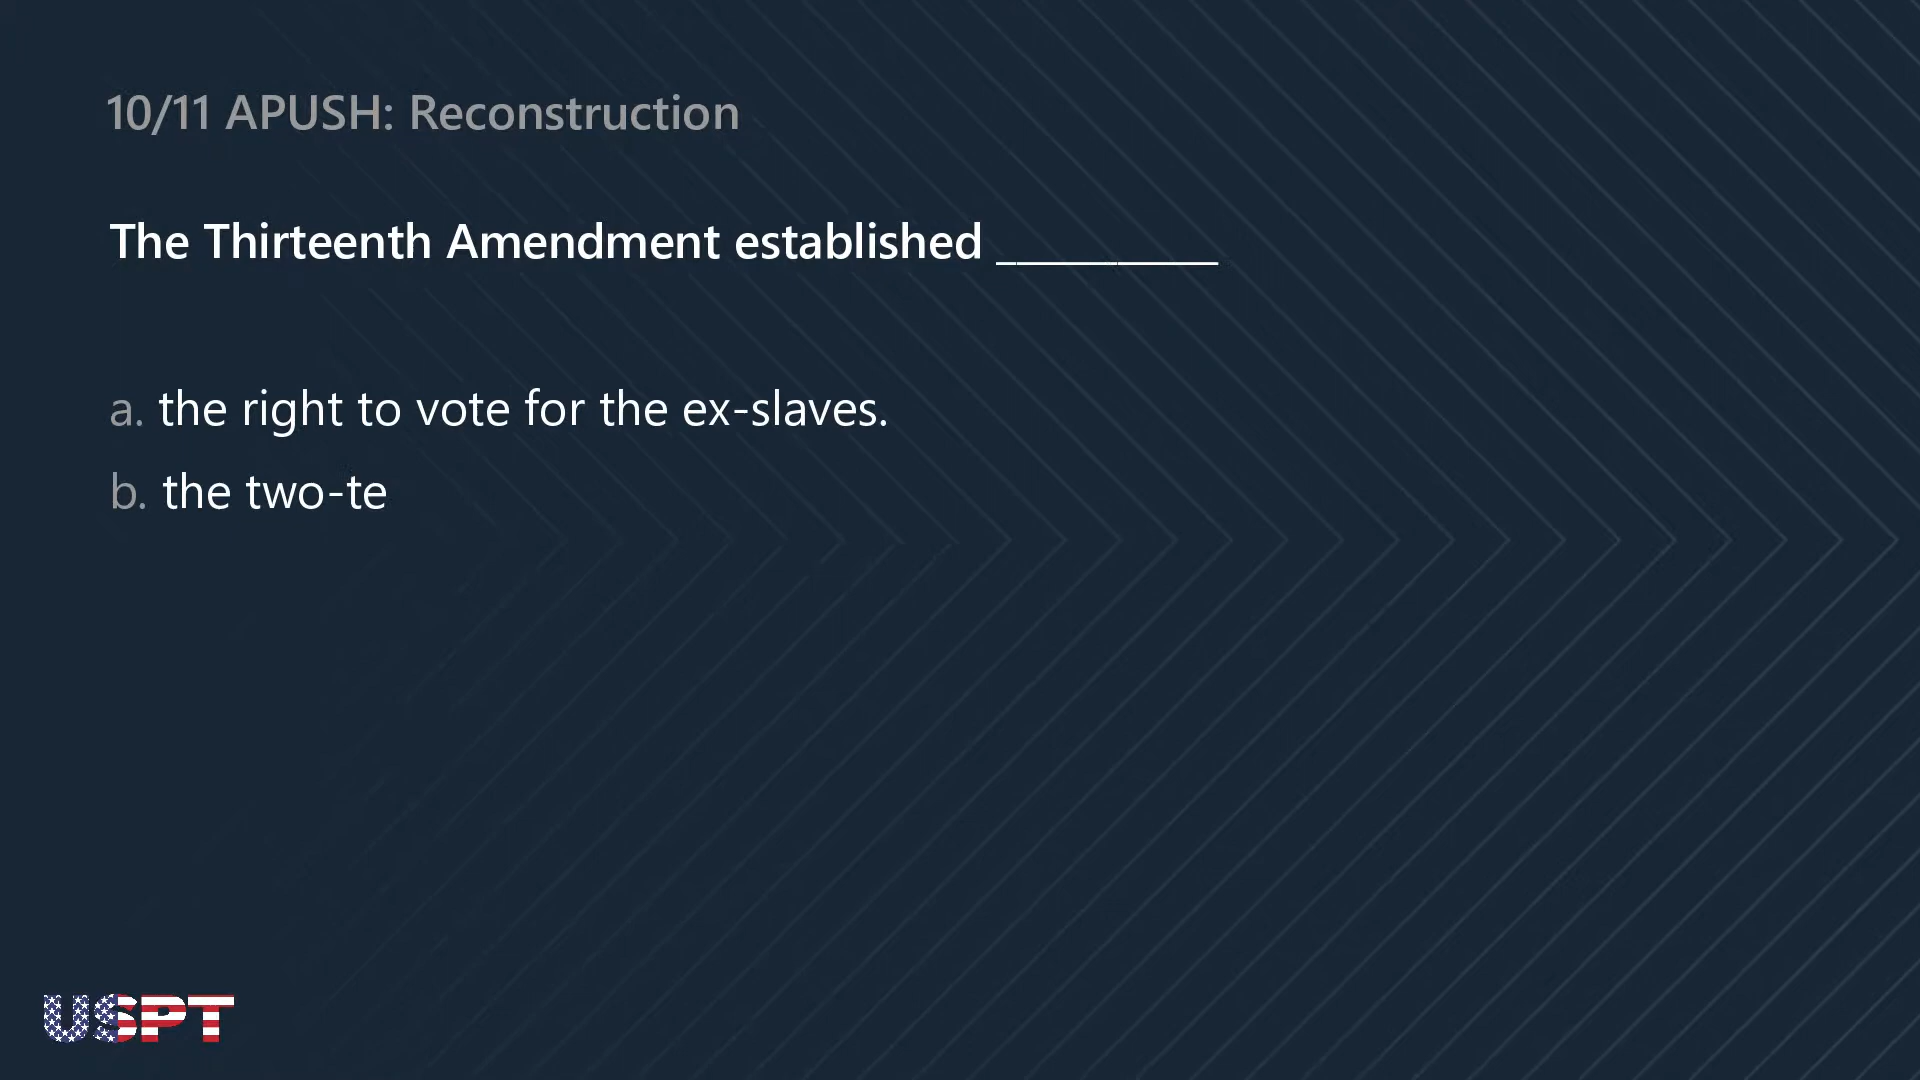 10/11 APUSH: Reconstruction
The Thirteenth Amendment established ___________
a. the right to vote for the ex-slaves.
b. the two-te
USPT